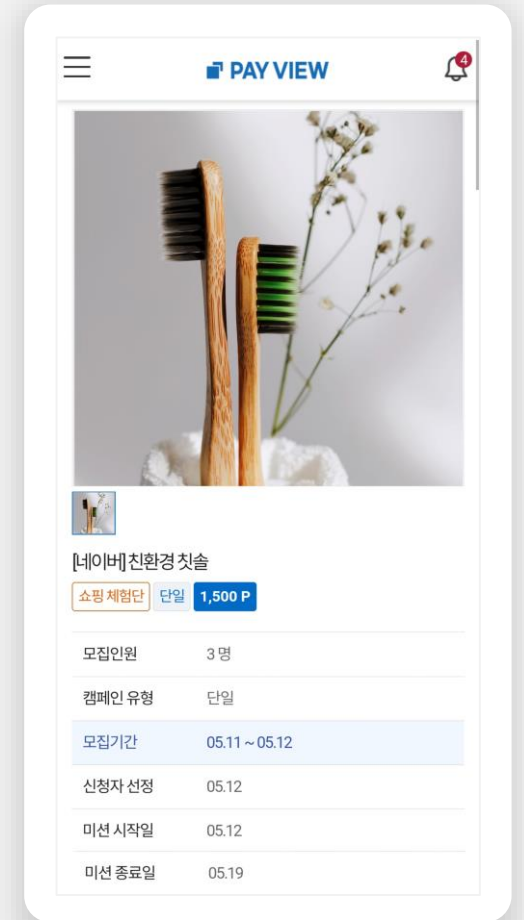 PAY VIEW
4
[네이버] 친환경 칫솔
쇼핑 체험단 단일 1,500 P
모집인원 3 명
캠페인 유형 단일
모집기간 05.11 ~ 05.12
신청자 선정 05.12
미션 시작일 05.12
미션 종료일 05.19